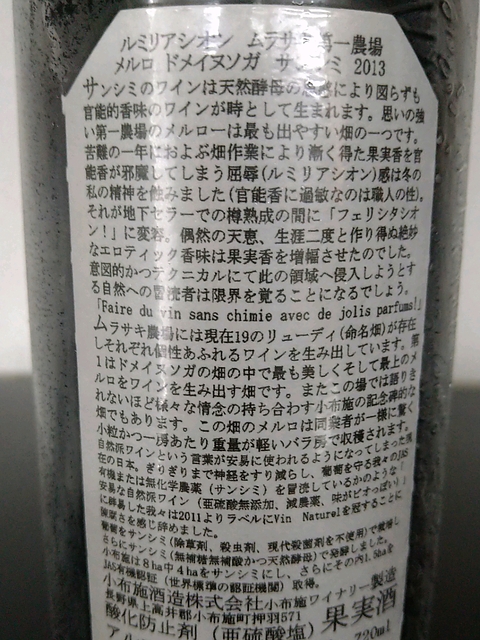 ルミリアシオン ムラサキ第一農場
メルロ ドメイヌソガ サンシミ 2013
サンシミのワインは天然酵母の により図らずも
官能的香味のワインが時として生まれます。思いの強
い第一農場のメルローは最も出やすい畑の一つです。
苦難の一年におよぶ畑作業により漸く得た果実香を官
能香が邪魔してしまう屈辱(ルミリアシオン)感は冬の
私の精神を蝕みました(官能香に過敏なのは職人の性)。
それが地下セラーでの樽熟成の間に「フェリシタシオ
ン!」に変容。偶然の天恵、生涯二度と作り得ぬ絶妙
なエロティック香味は果実香を増幅させたのでした。
意図的かつテクニカルにて此の領域へ侵入しようとす
る自然への冒涜者は限界を覚ることになるでしょう。
「Faire du vin sans chimie avec de jolis parfums!」
ムラサキ農場には現在19のリューディ(命名畑)が存在
しそれぞれ個性あふれるワインを生み出しています。第
1はドメイヌソガの畑の中で最も美しくそして最上のメ
ルロをワインを生み出す畑です。またこの場では語りき
れないほど様々な情念の持ち合わす小布施の記念碑的な
畑でもあります。この畑のメルロは同業者が一様に驚く
小粒かつ一房あたり重量が軽いバラ房で収穫されます。
自然派ワインという言葉が安易に使われるようになってしまった現
在の日本。ぎりぎりまで神経をすり減らし、葡萄を守る我々のJAS
有機または無化学農薬(サンシミ)を冒涜しているかのような!
安易な自然派ワイン(亜硫酸無添加、減農薬、味がどオっぽい)
に辟易した我々は2011よりラベルにVin Naturelを冠することに
陳腐さを感じ辞めました。
葡萄をサンシミ(除草剤、殺虫剤、現代殺菌剤を不使用)で栽培し
さらにサンシミ(無補糖無補酸かつ天然酵母)で発酵しました。
小布施は8ha中4haをサンシミにし、さらにその内1.5haを
JAS有機認証(世界標準の認証機関)取得。
小布施酒造株式会社小布施ワイナリー製造
長野県上高井郡小布施町押羽571
酸化防止剤(亜硫酸塩) 果実酒
アル 720ml